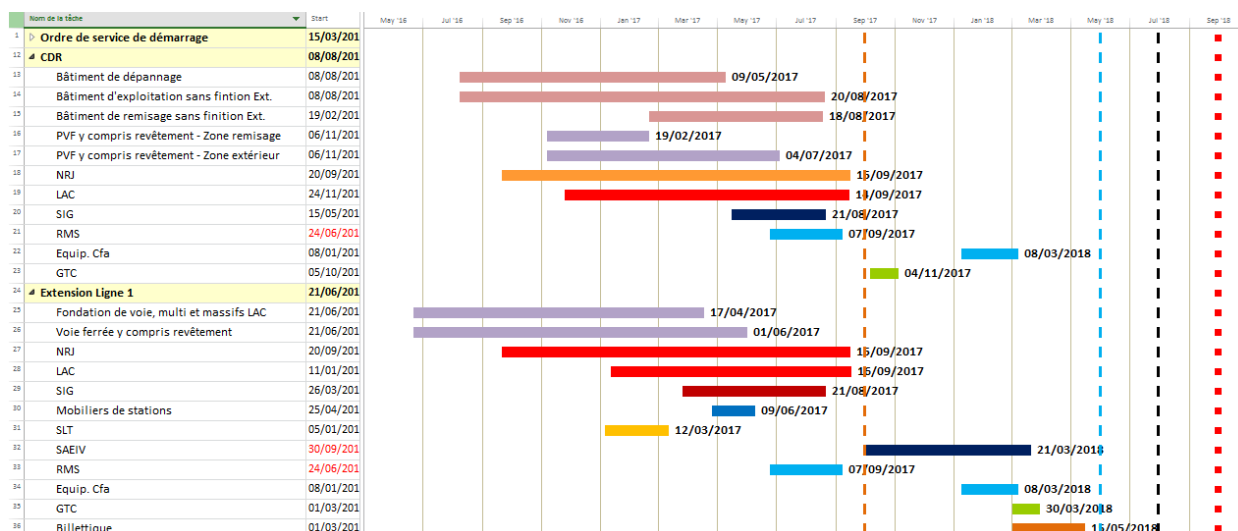 Nom de la tâche Start May '16 Jul '16 Sep '16 Nov '16 Jan '17 Mar '17 May '17 Jul '17 Sep '17 Nov '17 Jan '18 Mar '18 May '18 Jul '18 Sep '18
1 Ordre de service de démarrage 15/03/201
12 CDR 08/08/201
13 Bâtiment de dépannage 08/08/201 09/05/2017
14 Bâtiment d'exploitation sans fintion Ext. 08/08/201 20/08/2017
15 Bâtiment de remisage sans finition Ext. 19/02/201 18/08/2017
16 PVF y compris revêtement - Zone remisage 06/11/201 19/02/2017
17 PVF y compris revêtement - Zone extérieur 06/11/201 04/07/2017
18 NRJ 20/09/201 15/09/2017
19 LAC 24/11/201 14/09/2017
20 SIG 15/05/201 21/08/2017
21 RMS 24/06/201 07/09/2017
22 Equip. Cfa 08/01/201 08/03/2018
23 GTC 05/10/201 04/11/2017
24 Extension Ligne 1 21/06/201
25 Fondation de voie, multi et massifs LAC 21/06/201 17/04/2017
26 Voie ferrée y compris revêtement 21/06/201 01/06/2017
27 NRJ 20/09/201 15/09/2017
28 LAC 11/01/201 16/09/2017
29 SIG 26/03/201 21/08/2017
30 Mobiliers de stations 25/04/201 09/06/2017
31 SLT 05/01/201 12/03/2017
32 SAEIV 30/09/201 21/03/2018
33 RMS 24/06/201 07/09/2017
34 Equip. Cfa 08/01/201 08/03/2018
35 GTC 01/03/201 30/03/2018
36 Billettique 01/03/201 15/05/2018